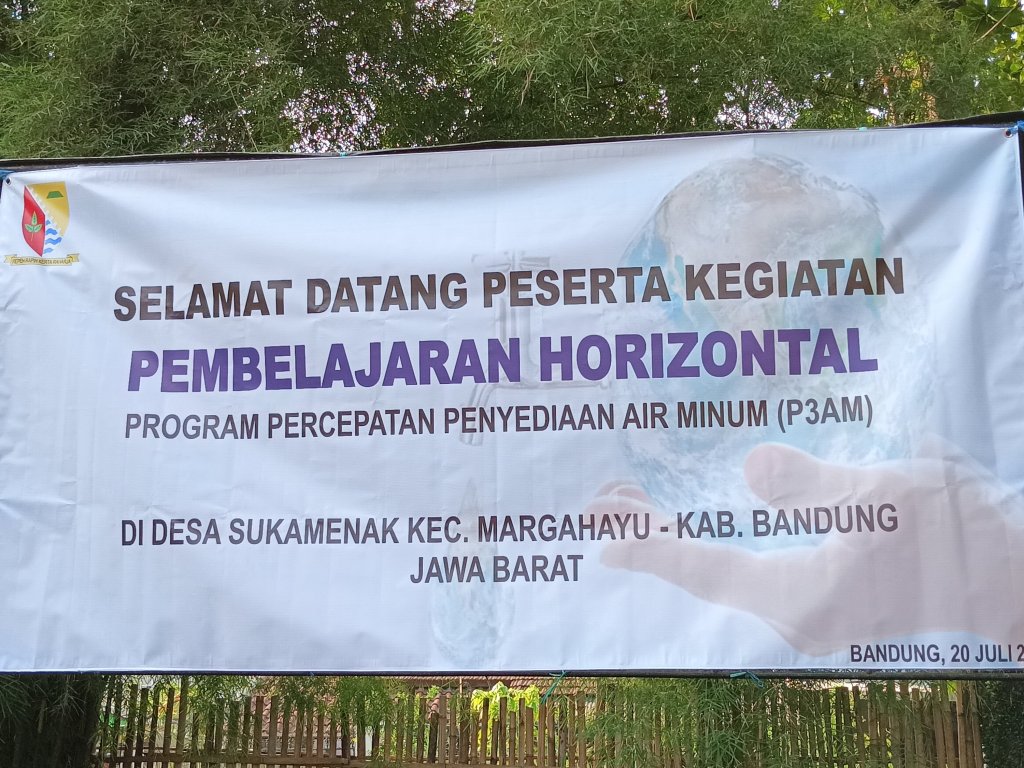 SELAMAT DATANG PESERTA KEGIATAN
PEMBELAJARAN HORIZONTAL
PROGRAM PERCEPATAN PENYEDIAAN AIR MINUM (P3AM)
DI DESA SUKAMENAK KEC. MARGAHAYU - KAB. BANDUNG
JAWA BARAT
BANDUNG, 20 JULI 2